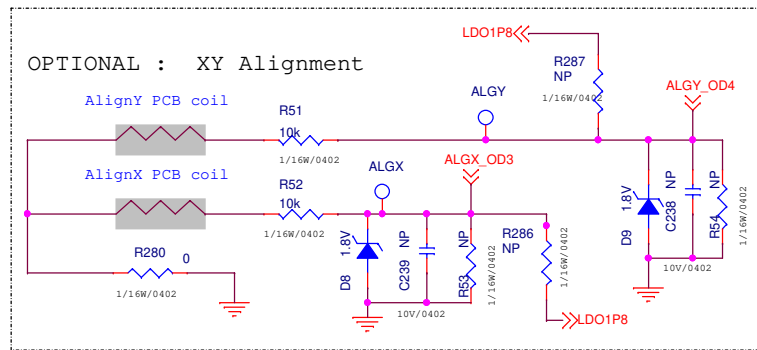 LDO1P8
OPTIONAL : XY Alignment
R287
NP
1/16W/0402
ALGY_OD4
AlignY PCB coil
R51
10k
1/16W/0402
ALGY
AlignX PCB coil
R52
10k
1/16W/0402
ALGX
ALGX_OD3
R280
0
1/16W/0402
D8
1.8V
C239
NP
10V/0402
R53
NP
1/16W/0402
R286
NP
1/16W/0402
LDO1P8
D9
1.8V
C238
NP
10V/0402
R54
NP
1/16W/0402